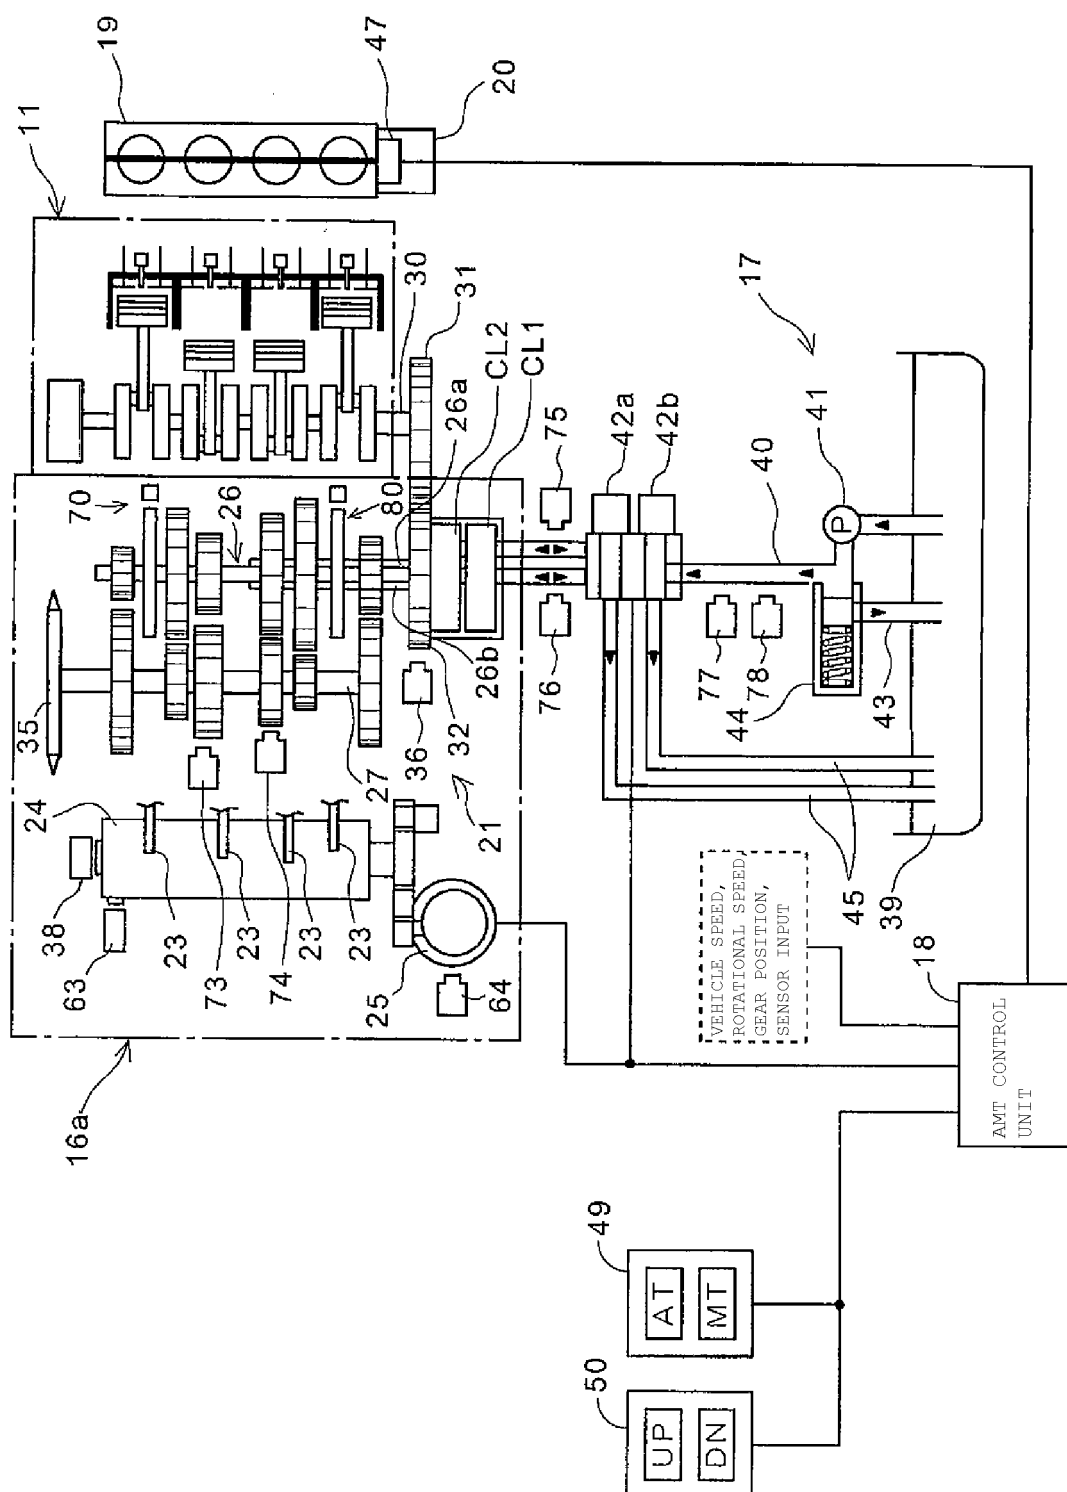 19
47
20
11
30
31
CL2
CL1
26a
17
70
26
80
75
42a
42b
40
41
P
35
26b
76
77
78
44
43
32
36
21
27
24
38
63
23
23
23
23
73
74
25
64
45
39
16a
VEHICLE SPEED,
ROTATIONAL SPEED,
GEAR POSITION,
SENSOR INPUT
18
AMT CONTROL
UNIT
49
AT
MT
50
UP
DN